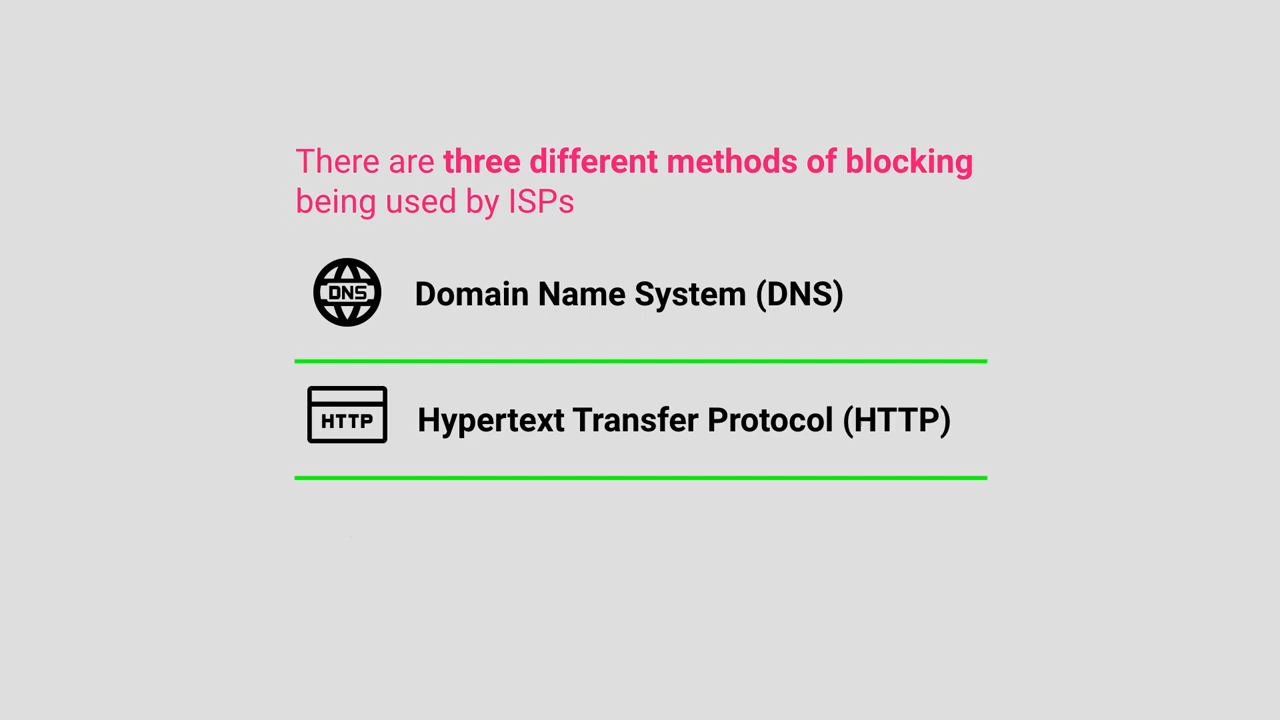 There are three different methods of blocking
being used by ISPs
DNS
Domain Name System (DNS)
HTTP
Hypertext Transfer Protocol (HTTP)